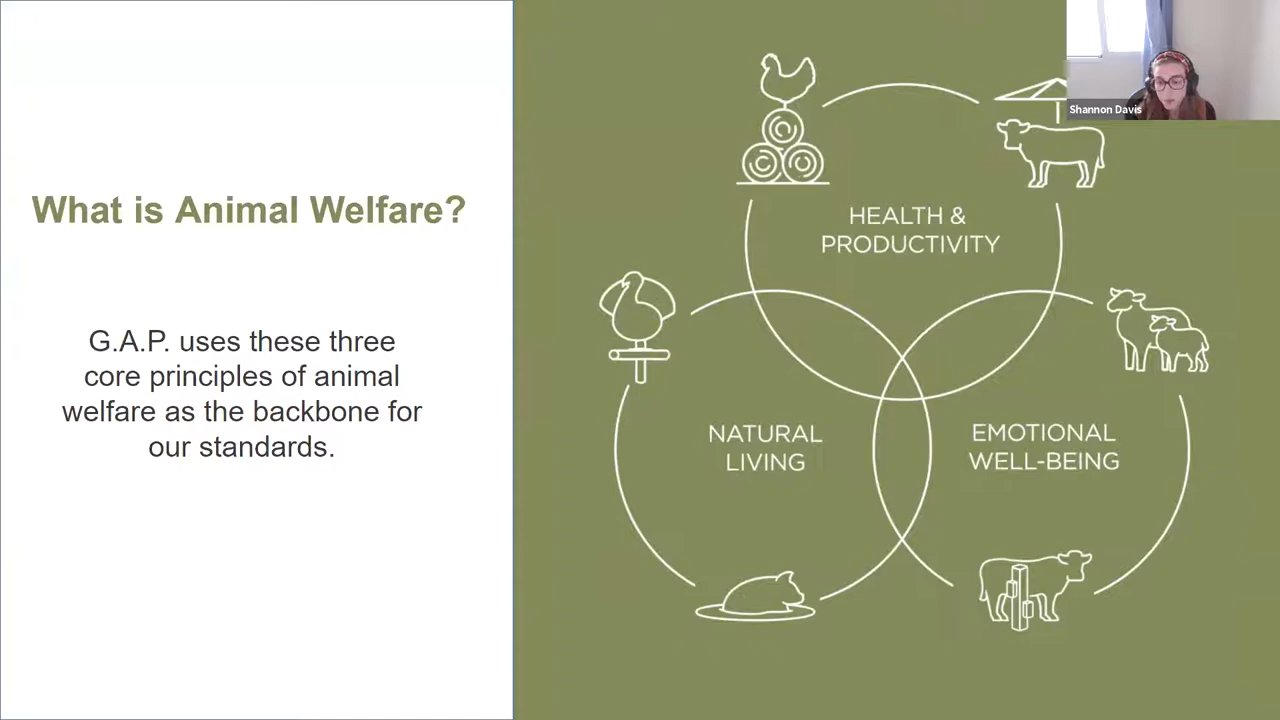 What is Animal Welfare?
G.A.P. uses these three
core principles of animal
welfare as the backbone for
our standards.
HEALTH &
PRODUCTIVITY
NATURAL
LIVING
EMOTIONAL
WELL-BEING
Shannon Davis